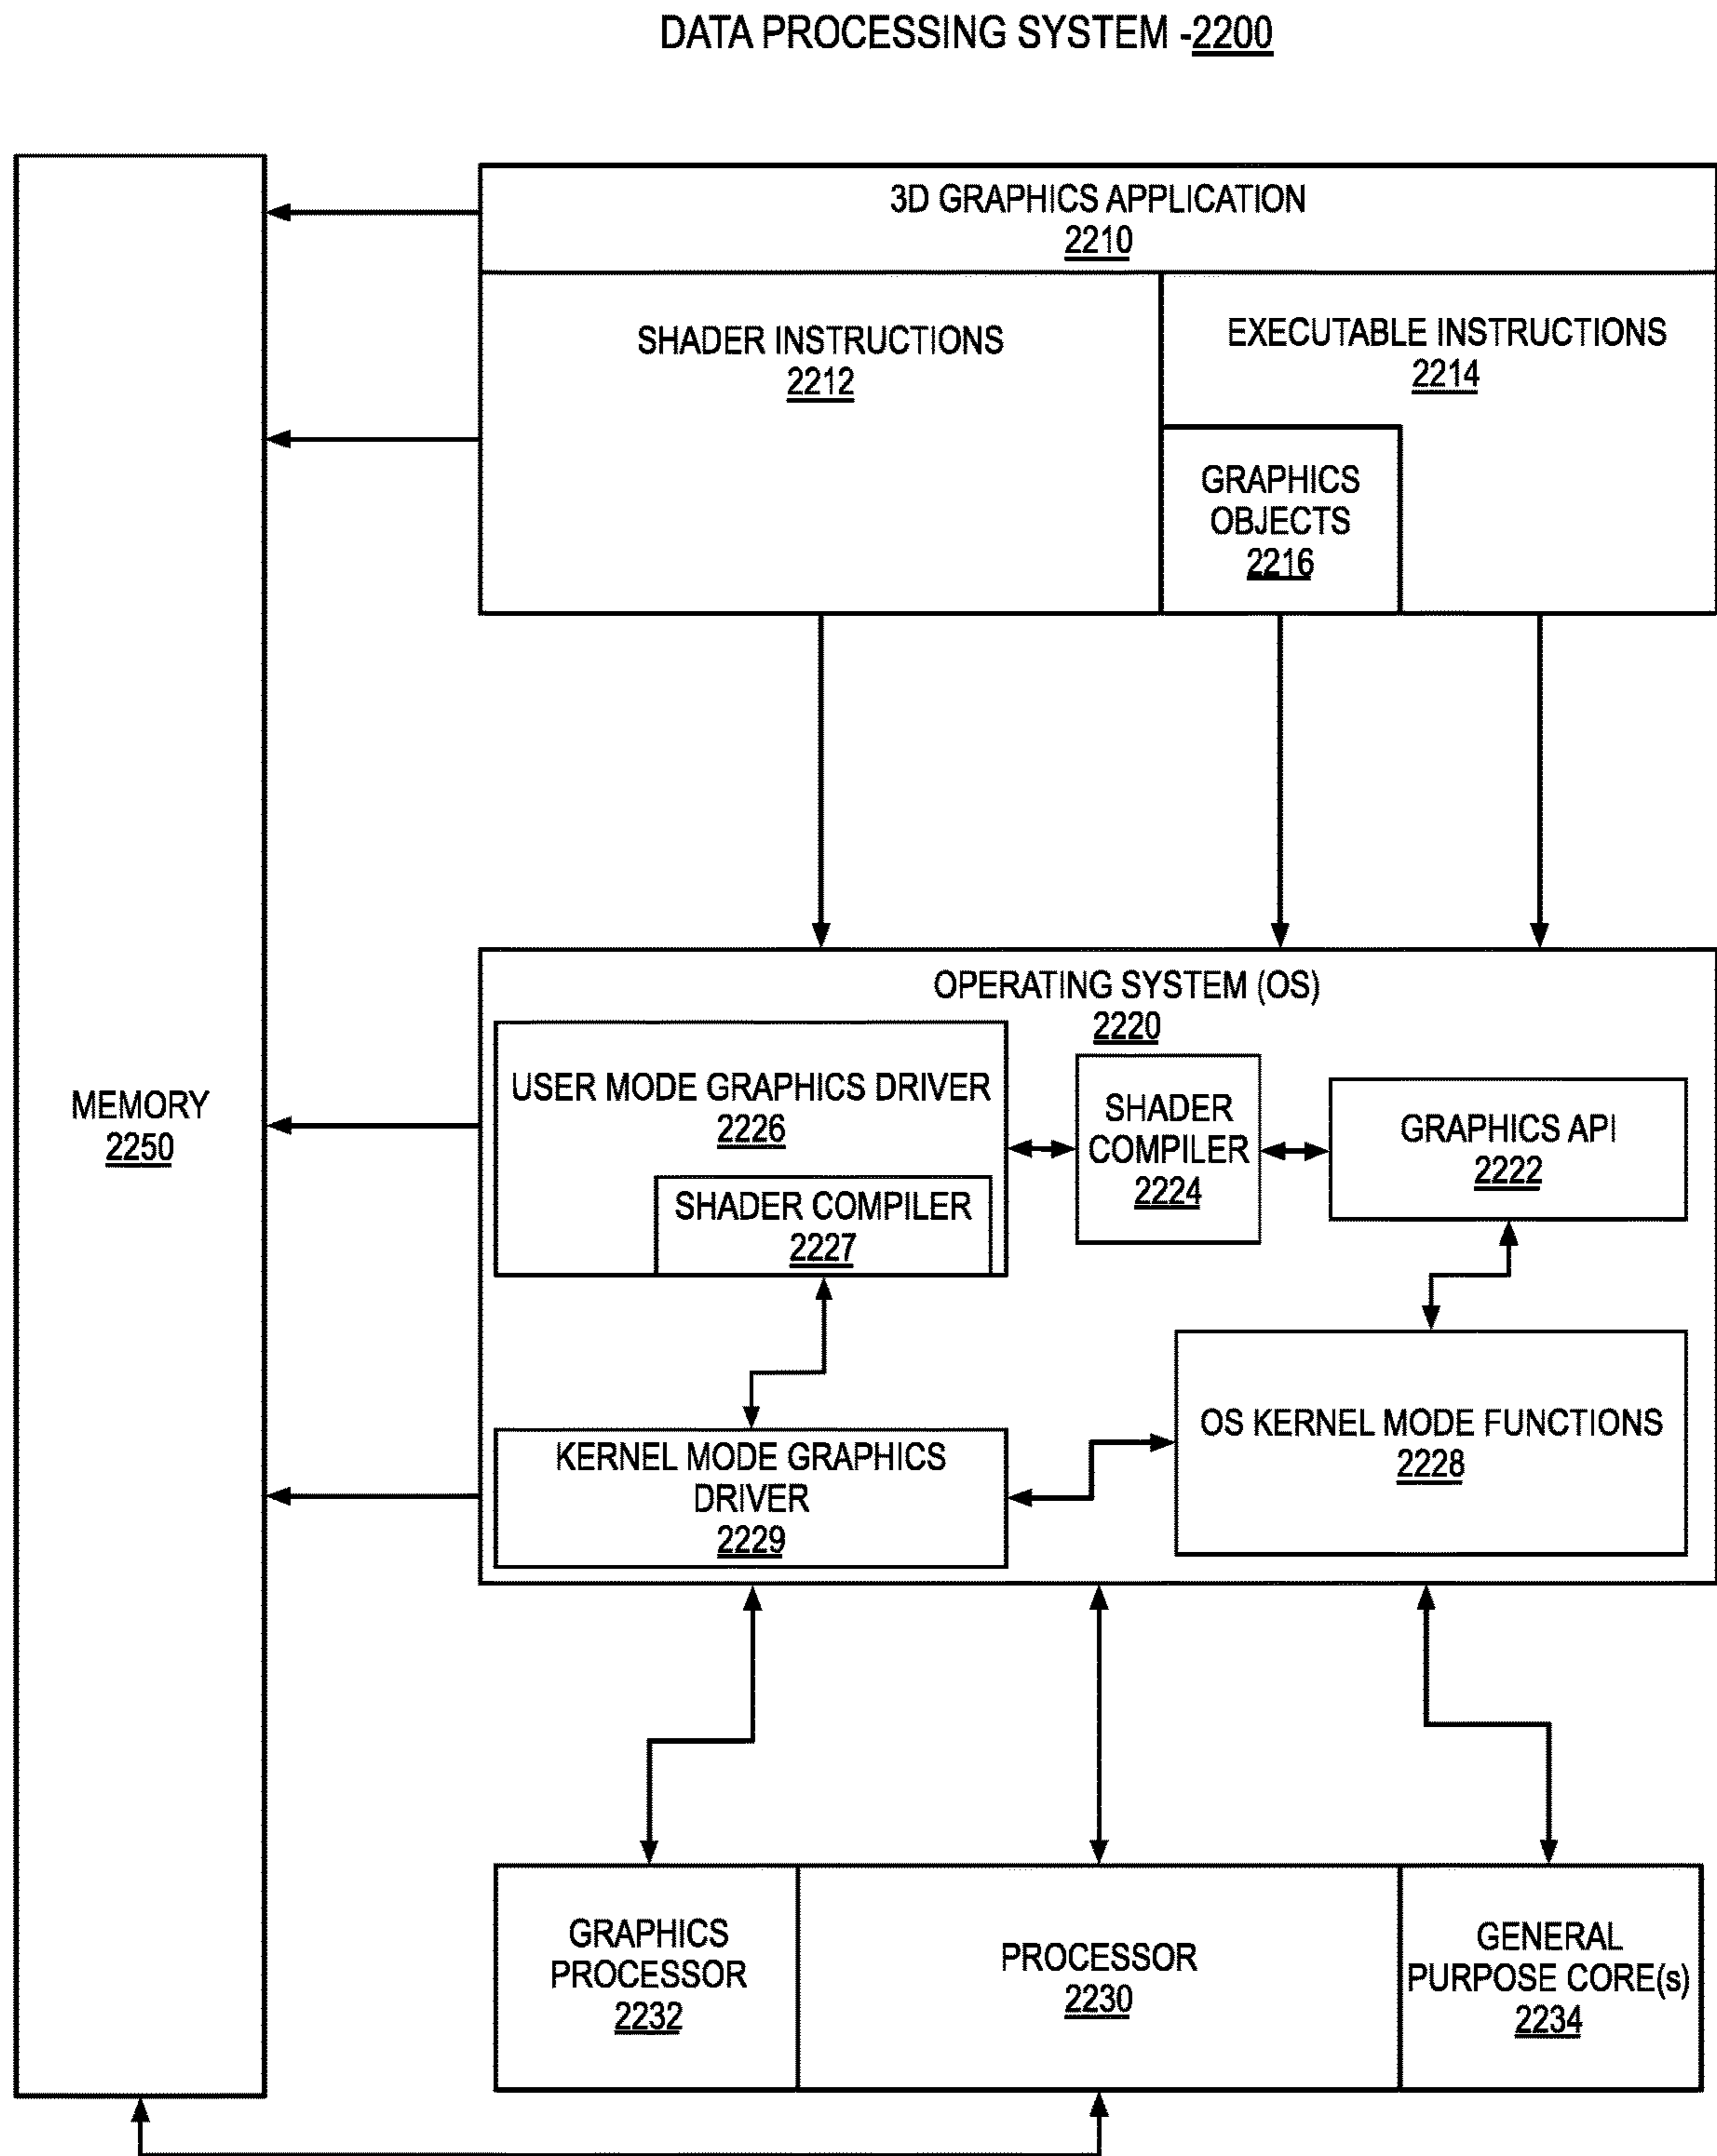 DATA PROCESSING SYSTEM -2200
3D GRAPHICS APPLICATION
2210
SHADER INSTRUCTIONS
2212
EXECUTABLE INSTRUCTIONS
2214
GRAPHICS
OBJECTS
2216
MEMORY
2250
OPERATING SYSTEM (OS)
2220
USER MODE GRAPHICS DRIVER
2226
SHADER COMPILER
2227
SHADER
COMPILER
2224
GRAPHICS API
2222
KERNEL MODE GRAPHICS
DRIVER
2229
OS KERNEL MODE FUNCTIONS
2228
GRAPHICS
PROCESSOR
2232
PROCESSOR
2230
GENERAL
PURPOSE CORE(s)
2234